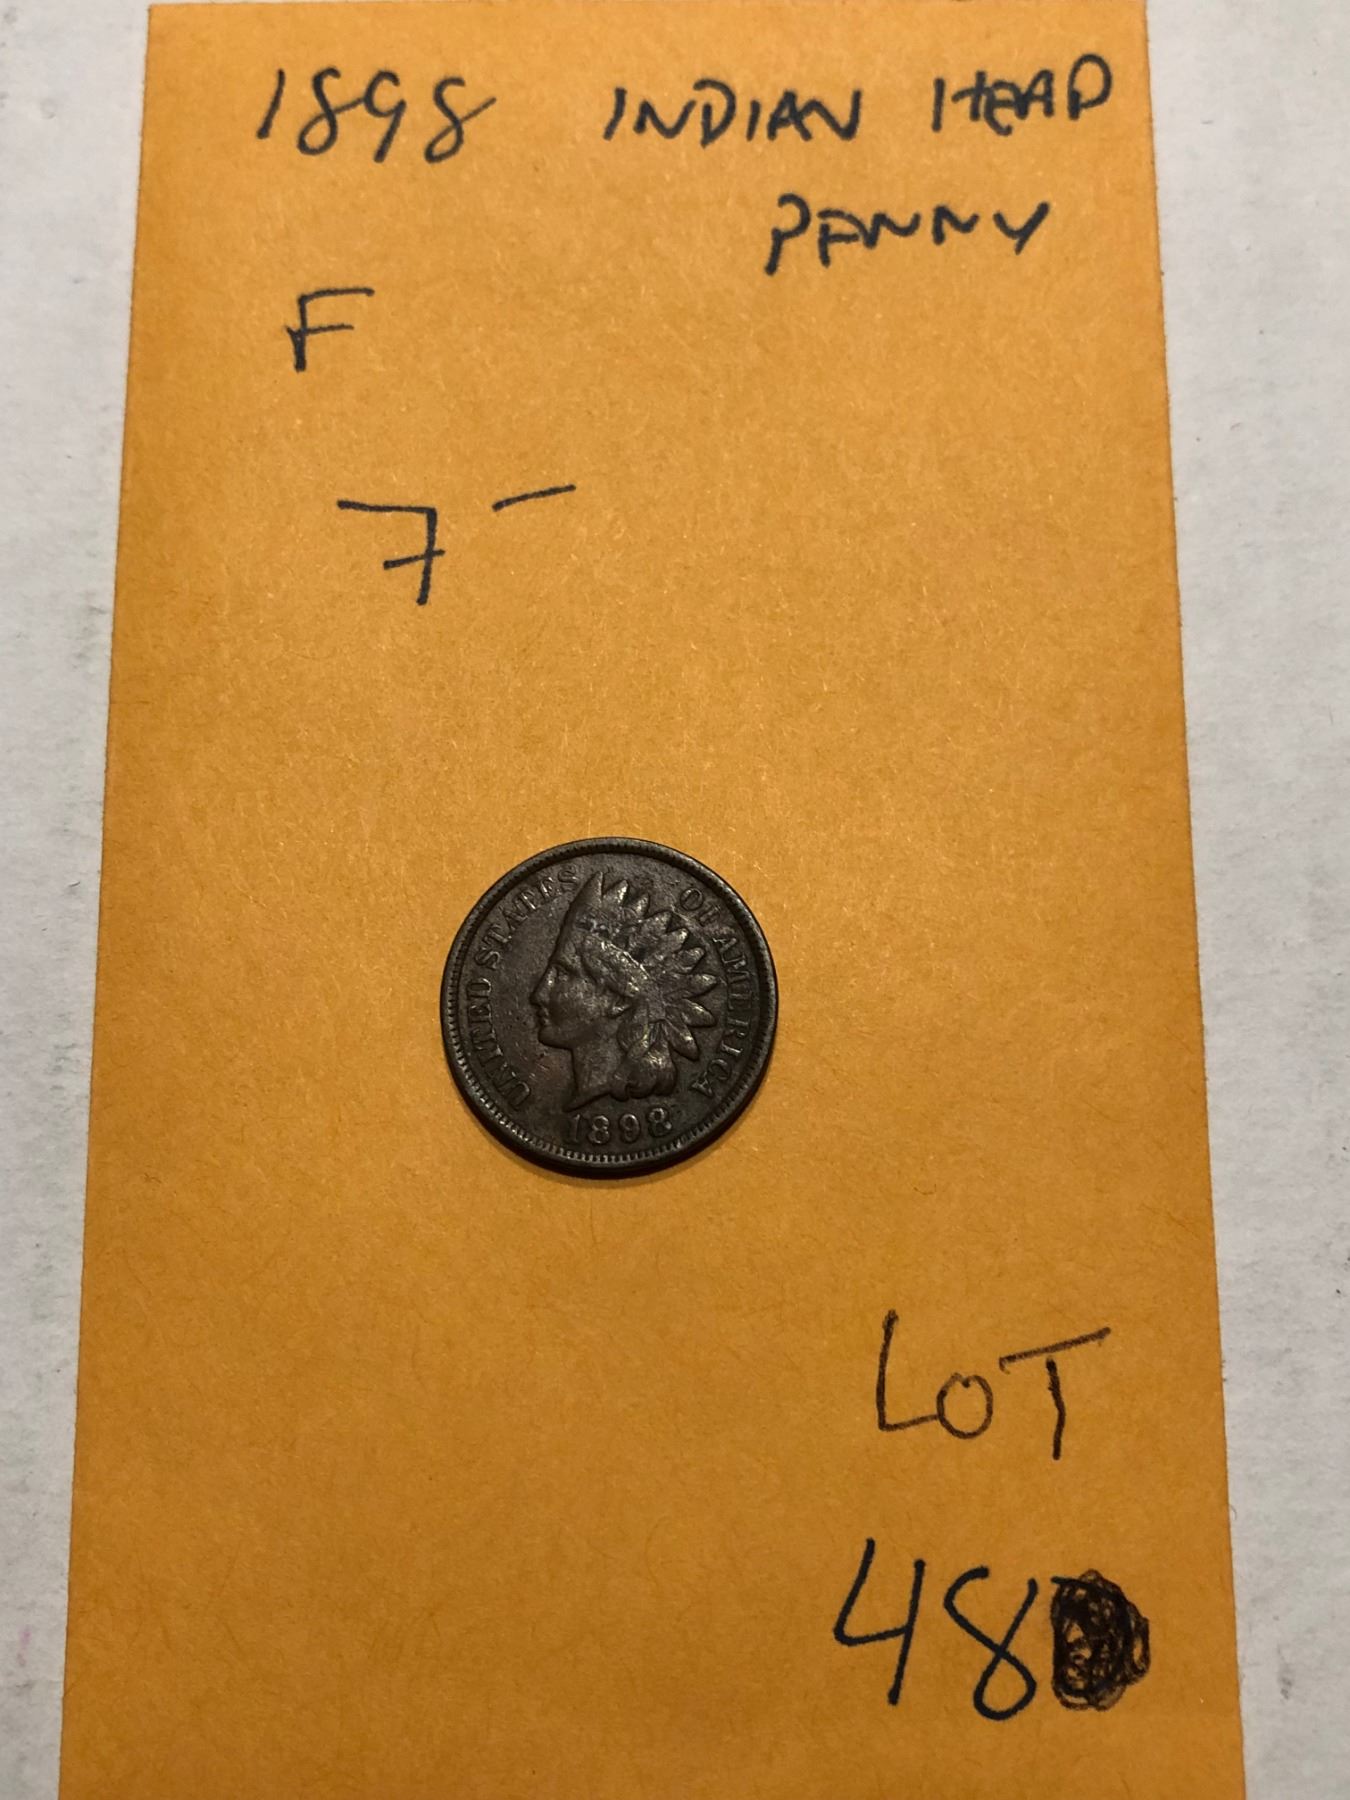 1898 INDIAN HEAD
PENNY
F
7 -
UNITED STATES OF AMERICA
1898
LOT
48